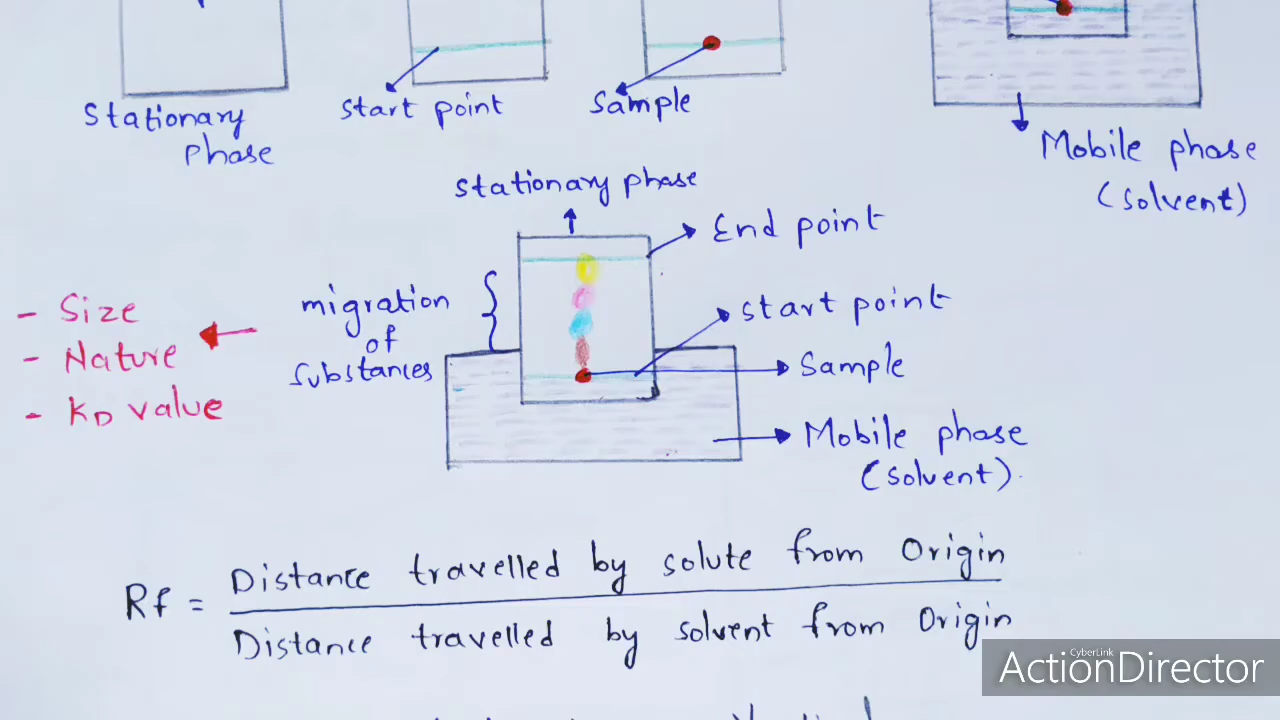 Stationary
Phase
Start point
Sample
Mobile phase
(solvent)
Stationary phase
End point
- Size
- Nature
- KD value
migration
of
substances
Start point
Sample
Mobile phase
(solvent).
Rf = Distance travelled by solute from Origin
Distance travelled by solvent from Origin
CyberLink
ActionDirector